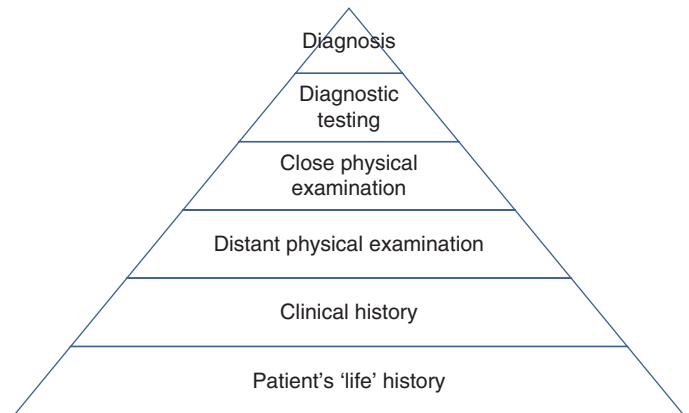 Diagnosis
Diagnostic
testing
Close physical
examination
Distant physical examination
Clinical history
Patient’s ‘life’ history